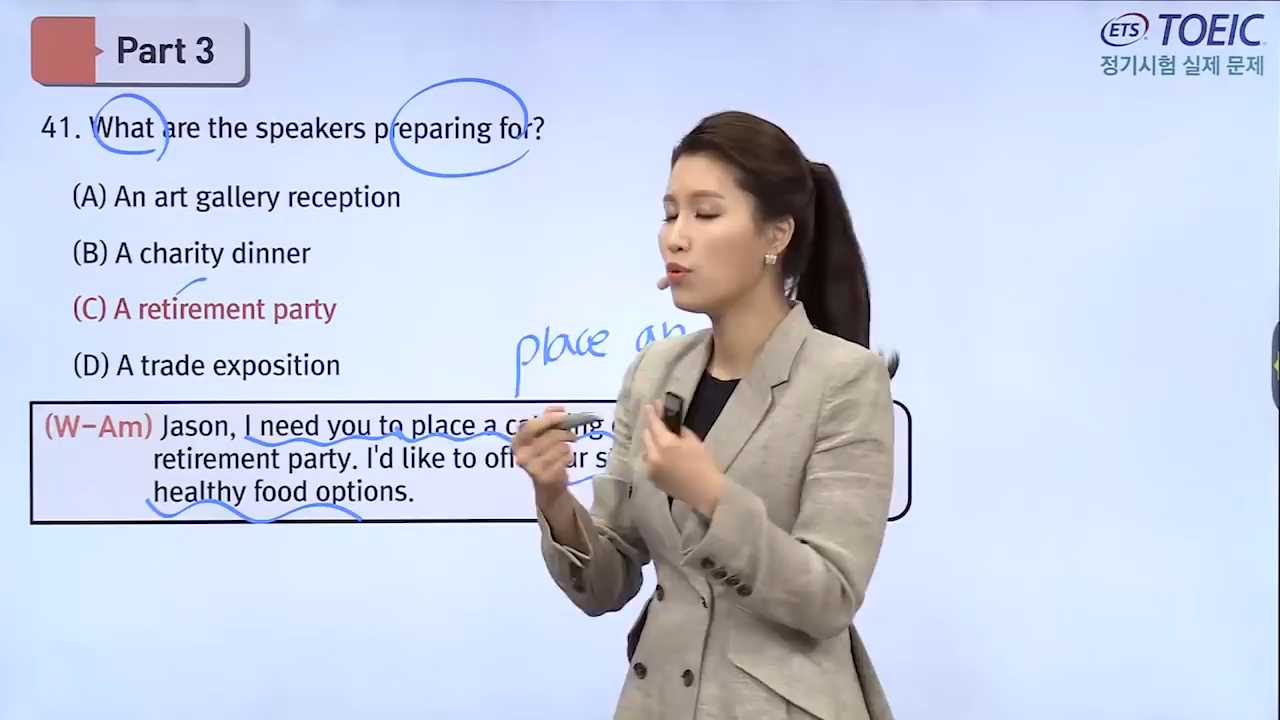 Part 3
ETS TOEIC
정기시험 실제 문제
41. What are the speakers preparing for?
(A) An art gallery reception
(B) A charity dinner
(C) A retirement party
(D) A trade exposition
place an
(W-Am) Jason, I need you to place a
retirement party. I'd like to
healthy food options.